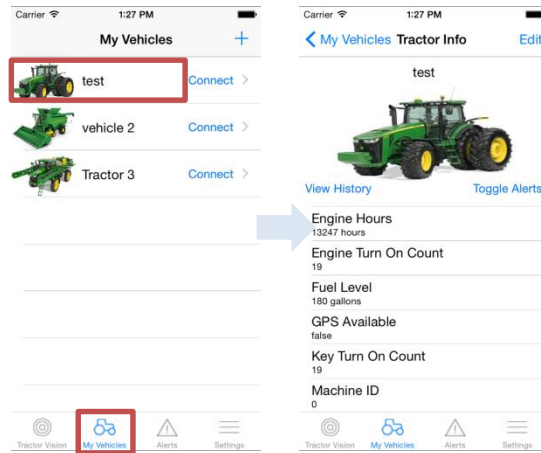 Carrier 1:27 PM
My Vehicles +
test Connect >
vehicle 2 Connect >
Tractor 3 Connect >
Tractor Vision My Vehicles Alerts Settings
Carrier 1:27 PM
< My Vehicles Tractor Info Edit
test
View History Toggle Alerts
Engine Hours
13247 hours
Engine Turn On Count
19
Fuel Level
180 gallons
GPS Available
false
Key Turn On Count
19
Machine ID
0
Tractor Vision My Vehicles Alerts Settings